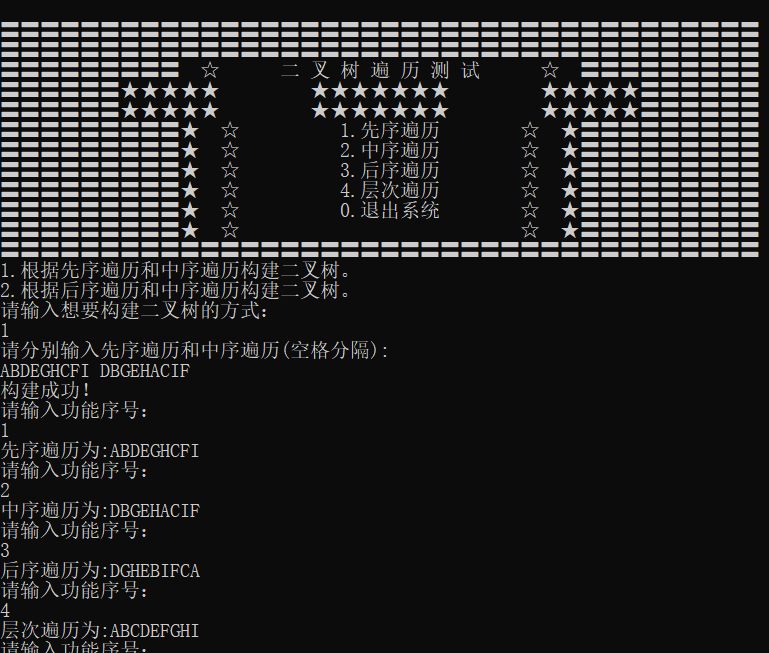 ☆ 二 叉 树 遍 历 测 试 ☆
★★★★★ ★★★★★★★ ★★★★★
★★★★★ ★★★★★★★ ★★★★★
★ ☆ 1.先序遍历 ☆ ★
★ ☆ 2.中序遍历 ☆ ★
★ ☆ 3.后序遍历 ☆ ★
★ ☆ 4.层次遍历 ☆ ★
★ ☆ 0.退出系统 ☆ ★
★ ☆ ☆ ★
1.根据先序遍历和中序遍历构建二叉树。
2.根据后序遍历和中序遍历构建二叉树。
请输入想要构建二叉树的方式:
1
请分别输入先序遍历和中序遍历(空格分隔):
ABDEGHCFI DBGEHACIF
构建成功!
请输入功能序号:
1
先序遍历为:ABDEGHCFI
请输入功能序号:
2
中序遍历为:DBGEHACIF
请输入功能序号:
3
后序遍历为:DGHEBIFCA
请输入功能序号:
4
层次遍历为:ABCDEFGHI
请输入功能序号: